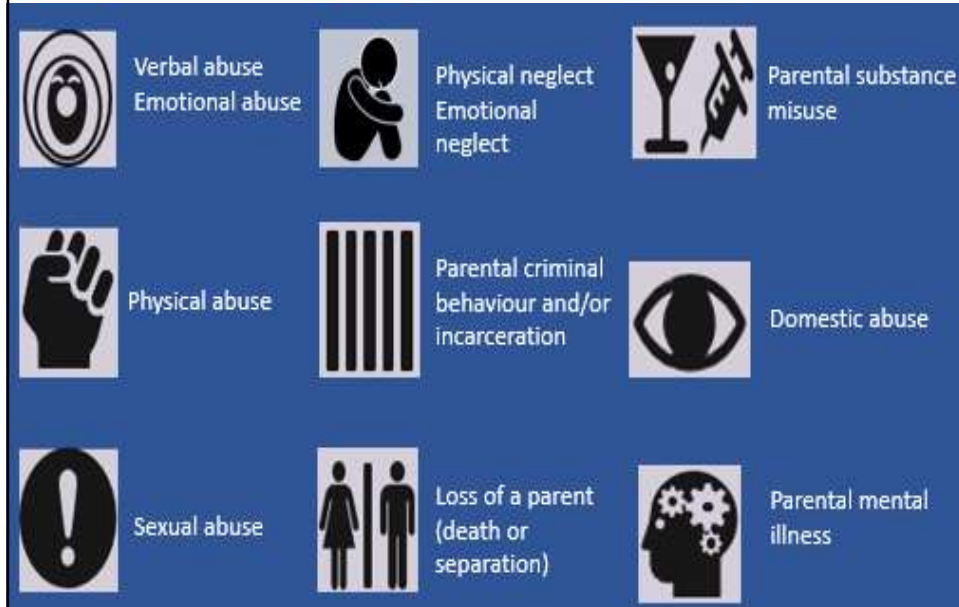 Verbal abuse
Emotional abuse
Physical neglect
Emotional
neglect
Parental substance
misuse
Physical abuse
Parental criminal
behaviour and/or
incarceration
Domestic abuse
Sexual abuse
Loss of a parent
(death or
separation)
Parental mental
illness